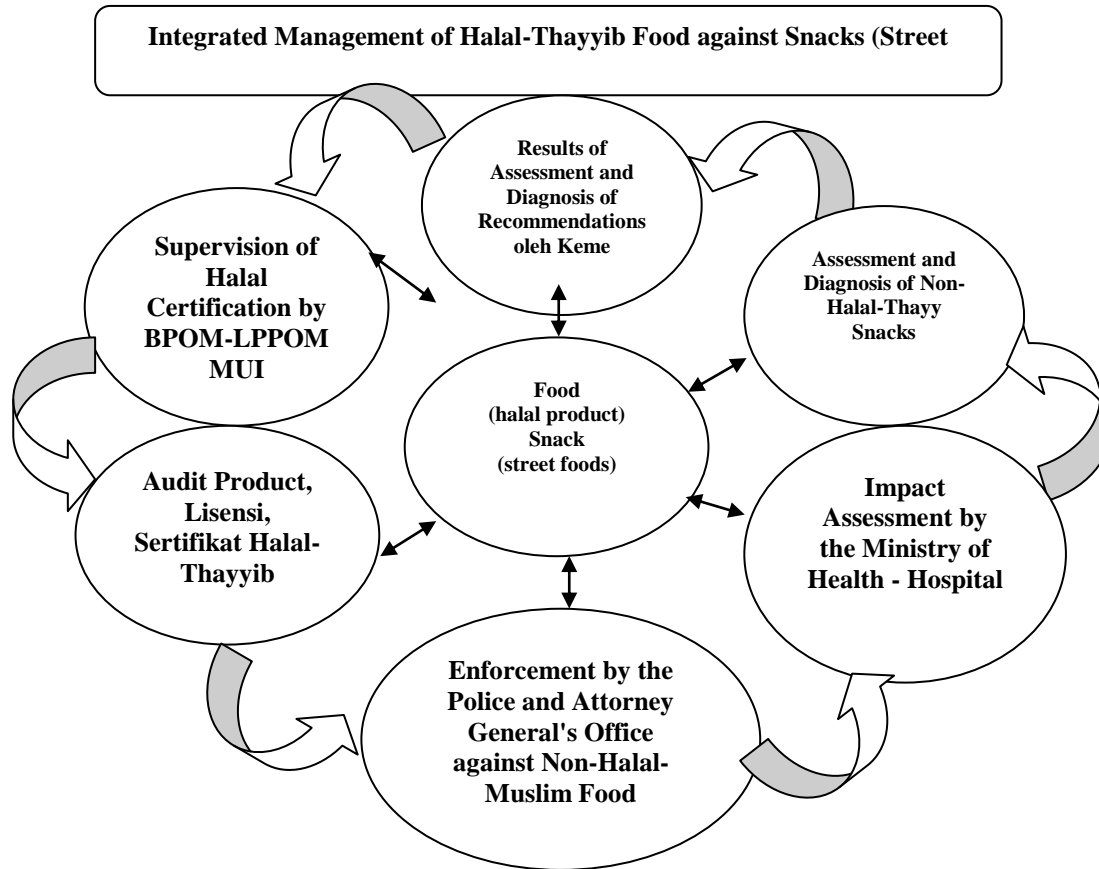 Integrated Management of Halal-Thayyib Food against Snacks (Street
Results of
Assessment and
Diagnosis of
Recommendations
oleh Keme
Supervision of
Halal
Certification by
BPOM-LPPOM
MUI
Assessment and
Diagnosis of Non-
Halal-Thayy
Snacks
Food
(halal product)
Snack
(street foods)
Audit Product,
Lisensi,
Sertifikat Halal-
Thayyib
Impact
Assessment by
the Ministry of
Health - Hospital
Enforcement by the
Police and Attorney
General's Office
against Non-Halal-
Muslim Food